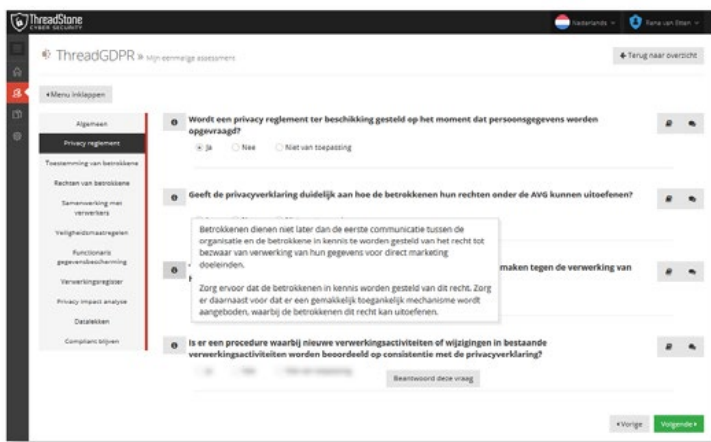 ThreadStone
CYBER SECURITY
Nederlands
Rena van Itten
ThreadGDPR » Mijn eenmalige assessment
Terug naar overzicht
Menu inklappen
Algemeen
Privacy reglement
Toestemming van betrokkene
Rechten van betrokkene
Samenwerking met
verwerkers
Veiligheidsmaatregelen
Functionaris
gegevensbescherming
Verwerkingsregister
Privacy impact analyse
Datalekken
Compliant blijven
Wordt een privacy reglement ter beschikking gesteld op het moment dat persoonsgegevens worden
opgevraagd?
Ja Nee Niet van toepassing
Geeft de privacyverklaring duidelijk aan hoe de betrokkenen hun rechten onder de AVG kunnen uitoefenen?
Betrokkenen dienen niet later dan de eerste communicatie tussen de
organisatie en de betrokkene in kennis te worden gesteld van het recht tot
bezwaar van verwerking van hun gegevens voor direct marketing
doeleinden.
maken tegen de verwerking van
Zorg ervoor dat de betrokkenen in kennis worden gesteld van dit recht. Zorg
er daarnaast voor dat er een gemakkelijk toegankelijk mechanisme wordt
aangeboden, waarbij de betrokkenen dit recht kan uitoefenen.
Is er een procedure waarbij nieuwe verwerkingsactiviteiten of wijzigingen in bestaande
verwerkingsactiviteiten worden beoordeeld op consistentie met de privacyverklaring?
Beantwoord deze vraag
Vorige
Volgende